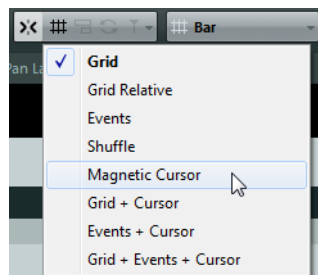 Bar
Pan La
Grid
Grid Relative
Events
Shuffle
Magnetic Cursor
Grid + Cursor
Events + Cursor
Grid + Events + Cursor